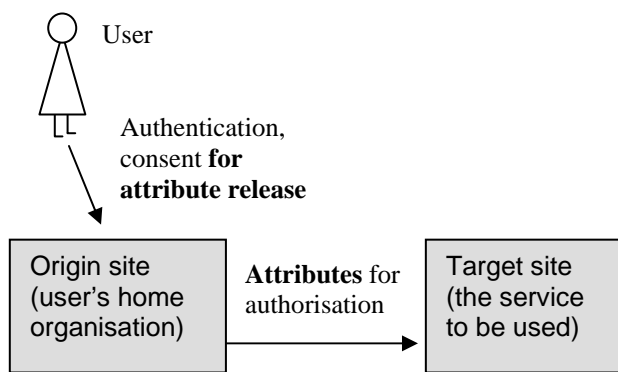 User
Authentication,
consent for
attribute release
Origin site
(user's home
organisation)
Attributes for
authorisation
Target site
(the service
to be used)